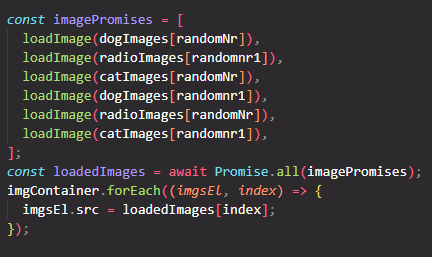 const imagePromises = [
  loadImage(dogImages[randomNr]),
  loadImage(radioImages[randomnr1]),
  loadImage(catImages[randomNr]),
  loadImage(dogImages[randomnr1]),
  loadImage(radioImages[randomNr]),
  loadImage(catImages[randomnr1]),
];
const loadedImages = await Promise.all(imagePromises);
imgContainer.forEach((imgsEl, index) => {
  imgsEl.src = loadedImages[index];
});